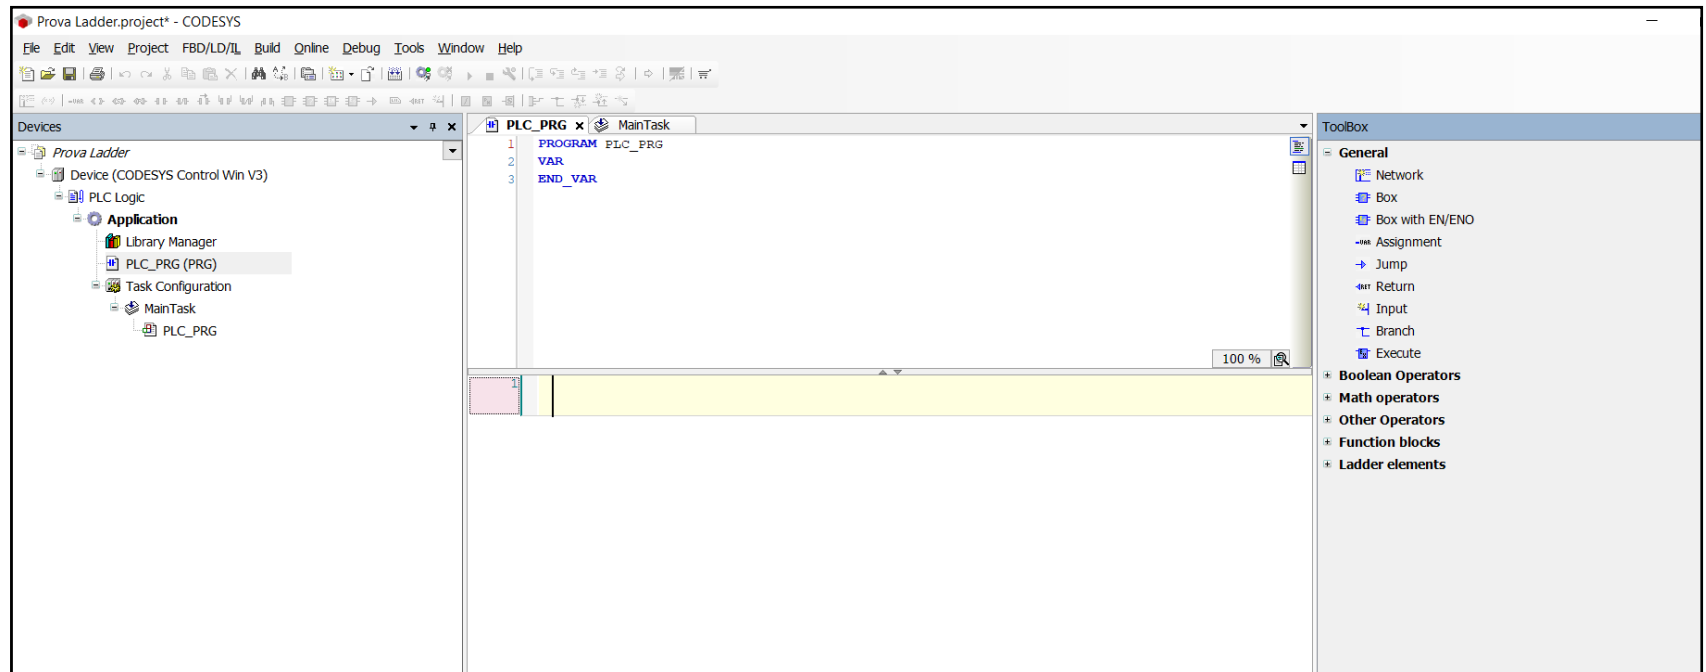 Prova Ladder.project* - CODESYS
File Edit View Project FBD/LD/IL Build Online Debug Tools Window Help
Devices
Prova Ladder
Device (CODESYS Control Win V3)
PLC Logic
Application
Library Manager
PLC_PRG (PRG)
Task Configuration
MainTask
PLC_PRG
PLC_PRG MainTask
1 PROGRAM PLC_PRG
2 VAR
3 END_VAR
100 %
1
ToolBox
General
Network
Box
Box with EN/ENO
Assignment
Jump
Return
Input
Branch
Execute
Boolean Operators
Math operators
Other Operators
Function blocks
Ladder elements